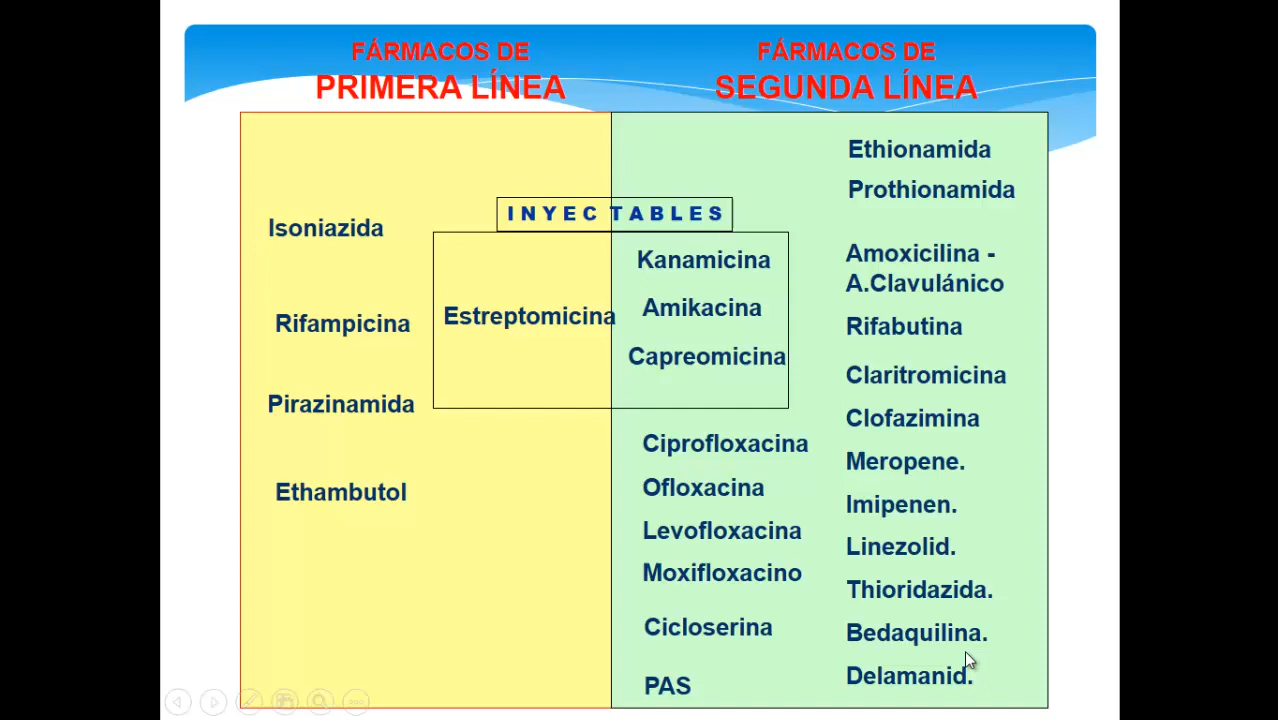 FÁRMACOS DE
PRIMERA LÍNEA
FÁRMACOS DE
SEGUNDA LÍNEA
INYECTABLES
Isoniazida
Rifampicina
Pirazinamida
Ethambutol
Estreptomicina
Kanamicina
Amikacina
Capreomicina
Ciprofloxacina
Ofloxacina
Levofloxacina
Moxifloxacino
Cicloserina
PAS
Ethionamida
Prothionamida
Amoxicilina -
A.Clavulánico
Rifabutina
Claritromicina
Clofazimina
Meropene.
Imipenen.
Linezolid.
Thioridazida.
Bedaquilina.
Delamanid.